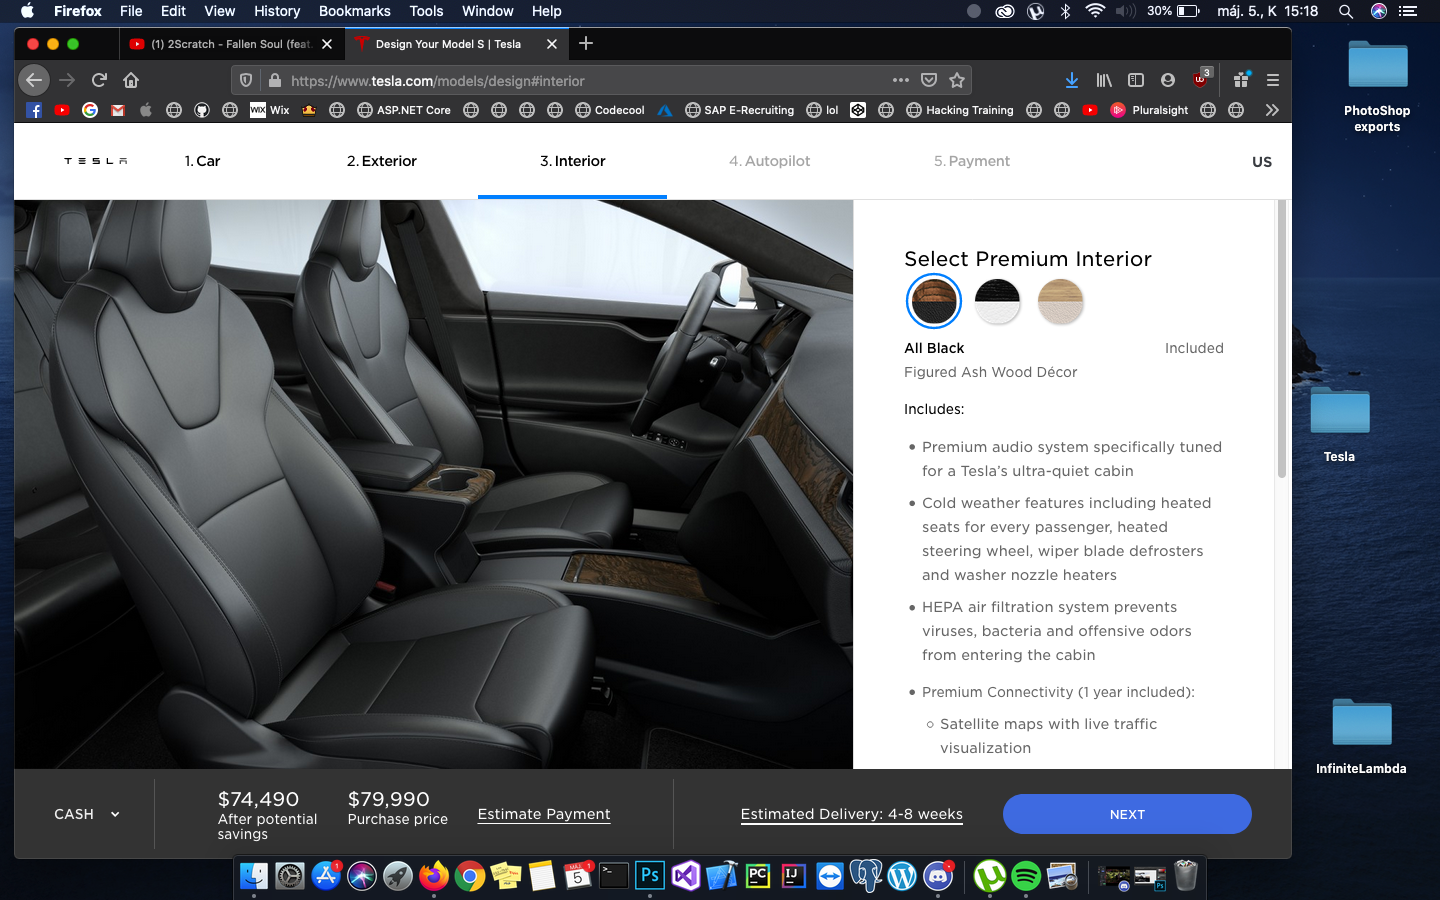 Firefox File Edit View History Bookmarks Tools Window Help 30% máj. 5., K 15:18
(1) 2Scratch - Fallen Soul (feat. Design Your Model S | Tesla
https://www.tesla.com/models/design#interior 3
Wix ASP.NET Core Codecool SAP E-Recruiting lol Hacking Training Pluralsight
TESLA 1. Car 2. Exterior 3. Interior 4. Autopilot 5. Payment US
Select Premium Interior
All Black Included
Figured Ash Wood Décor
Includes:
Premium audio system specifically tuned
for a Tesla's ultra-quiet cabin
Cold weather features including heated
seats for every passenger, heated
steering wheel, wiper blade defrosters
and washer nozzle heaters
HEPA air filtration system prevents
viruses, bacteria and offensive odors
from entering the cabin
Premium Connectivity (1 year included):
Satellite maps with live traffic
visualization
CASH
$74,490
After potential
savings
$79,990
Purchase price
Estimate Payment
Estimated Delivery: 4-8 weeks
NEXT
PhotoShop
exports
Tesla
InfiniteLambda
1 5 1 Ps PC IJ